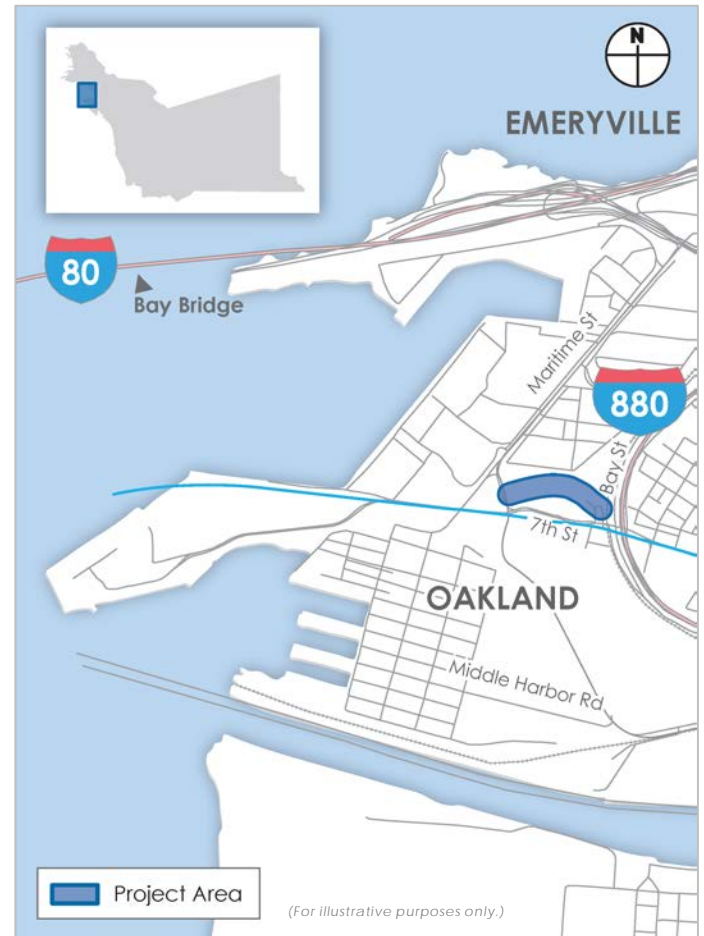 N
EMERYVILLE
80
Bay Bridge
Maritime St
880
Bay St
7th St
OAKLAND
Middle Harbor Rd
Project Area
(For illustrative purposes only.)